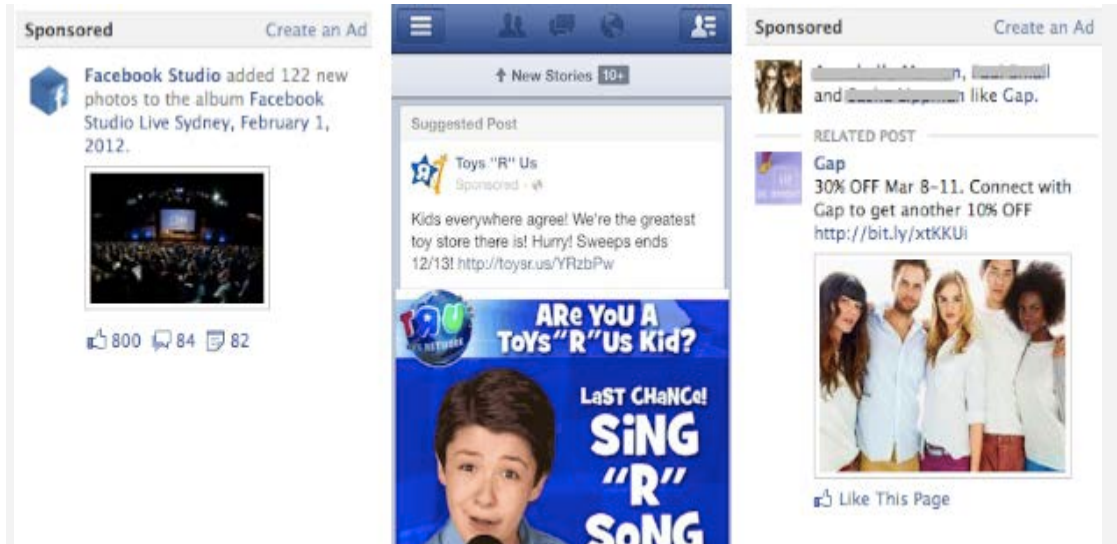 Sponsored
Create an Ad
Facebook Studio added 122 new
photos to the album Facebook
Studio Live Sydney, February 1,
2012.
800 84 82
New Stories 10+
Suggested Post
Toys "R" Us
Sponsored ·
Kids everywhere agree! We're the greatest
toy store there is! Hurry! Sweeps ends
12/13! http://toysr.us/YRzbPw
TRU
ARe YoU A
ToYs"R"Us KiD?
LaST CHaNCe!
SiNG
"R"
SoNG
Sponsored
Create an Ad
and like Gap.
RELATED POST
Gap
30% OFF Mar 8-11. Connect with
Gap to get another 10% OFF
http://bit.ly/xtKKUi
Like This Page